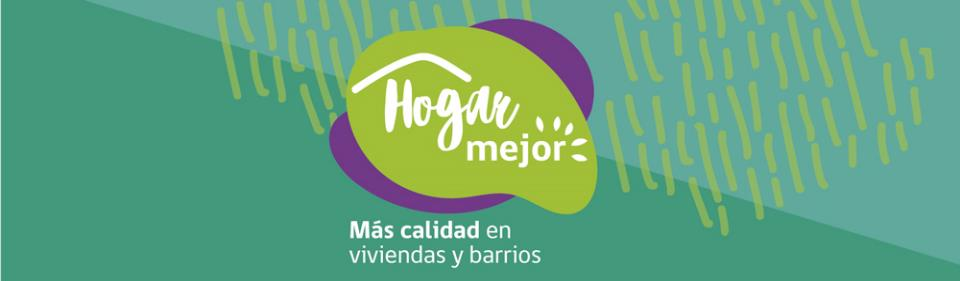 Hogar
mejor
Más calidad en
viviendas y barrios